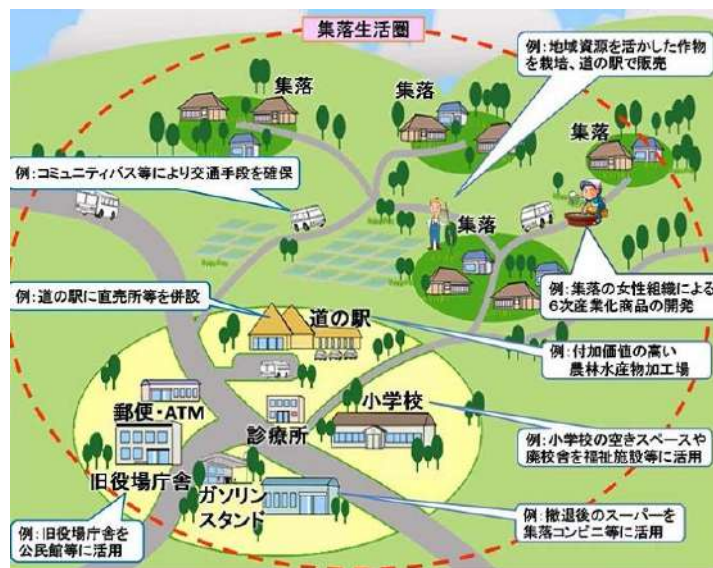 集落生活圏
例：地域資源を活かした作物
を栽培、道の駅で販売
集落
集落
集落
例：コミュニティバス等により交通手段を確保
集落
例：集落の女性組織による
６次産業化商品の開発
例：道の駅に直売所等を併設
道の駅
例：付加価値の高い
農林水産物加工場
郵便・ATM
診療所
小学校
例：小学校の空きスペースや
廃校舎を福祉施設等に活用
旧役場庁舎
ガソリン
スタンド
例：撤退後のスーパーを
集落コンビニ等に活用
例：旧役場庁舎を
公民館等に活用